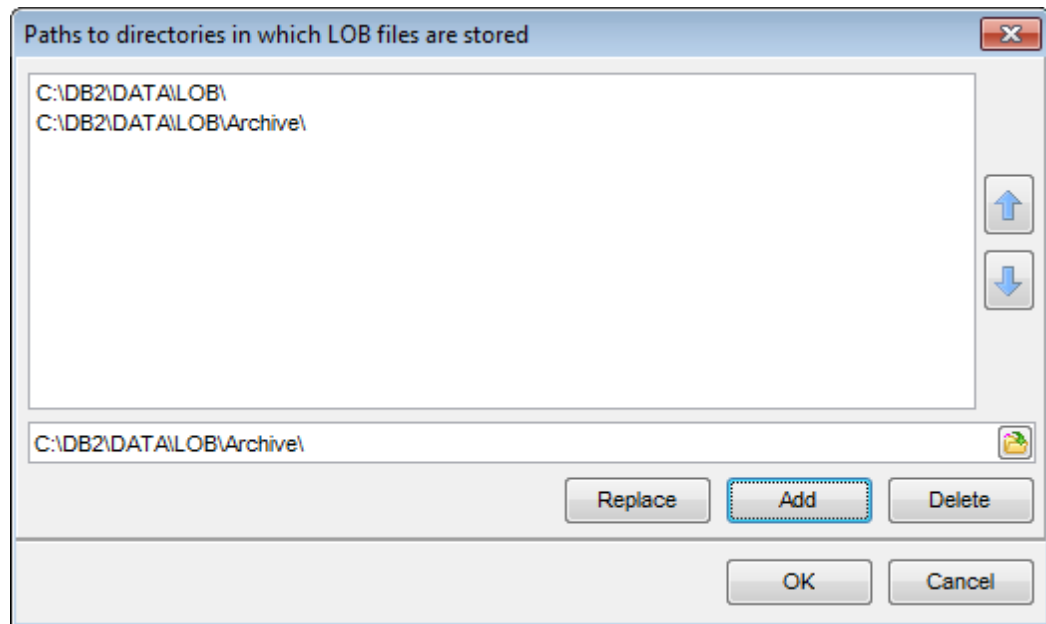 Paths to directories in which LOB files are stored
C:\DB2\DATA\LOB\
C:\DB2\DATA\LOB\Archive\
C:\DB2\DATA\LOB\Archive\
Replace Add Delete
OK Cancel